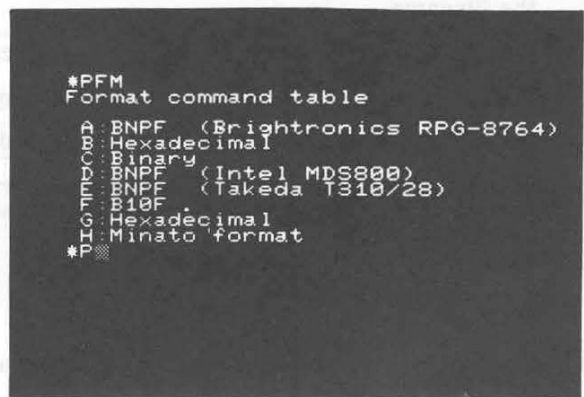 *PFM
Format command table
A:BNPF (Brightronics RPG-8764)
B:Hexadecimal
C:Binary
D:BNPF (Intel MDS800)
E:BNPF (Takeda T310/28)
F:B10F .
G:Hexadecimal
H:Minato format
*P